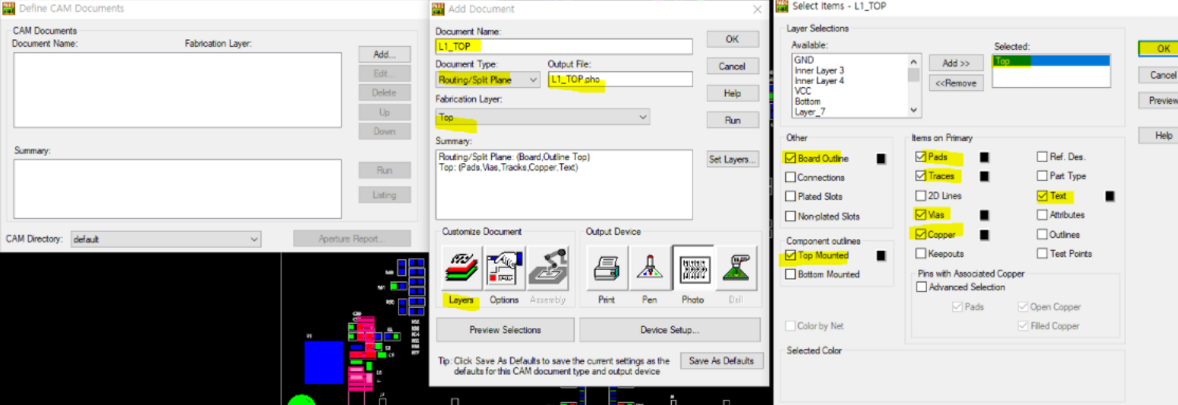 Define CAM Documents
CAM Documents
Document Name: Fabrication Layer:
Add...
Edit...
Delete
Up
Down
Summary:
Run
Listing
CAM Directory: default
Aperture Report...
Add Document
Document Name:
L1_TOP
OK
Document Type: Output File:
Routing/Split Plane L1_TOP.pho
Cancel
Fabrication Layer:
Help
Top
Run
Summary:
Routing/Split Plane: (Board,Outline Top)
Top: (Pads,Vias,Tracks,Copper,Text)
Set Layers...
Customize Document Output Device
Layers Options Assembly Print Pen Photo Drill
Preview Selections Device Setup...
Tip: Click Save As Defaults to save the current settings as the
defaults for this CAM document type and output device
Save As Defaults
Select Items - L1_TOP
Layer Selections
Available: Selected:
GND
Inner Layer 3
Inner Layer 4
VCC
Bottom
Layer_7
Add >>
<<Remove
Top
OK
Cancel
Preview
Help
Other
Board Outline
Connections
Plated Slots
Non-plated Slots
Component outlines
Top Mounted
Bottom Mounted
Color by Net
Items on Primary
Pads Ref. Des.
Traces Part Type
2D Lines Text
Vias Attributes
Copper Outlines
Keepouts Test Points
Pins with Associated Copper
Advanced Selection
Pads Open Copper
Filled Copper
Selected Color